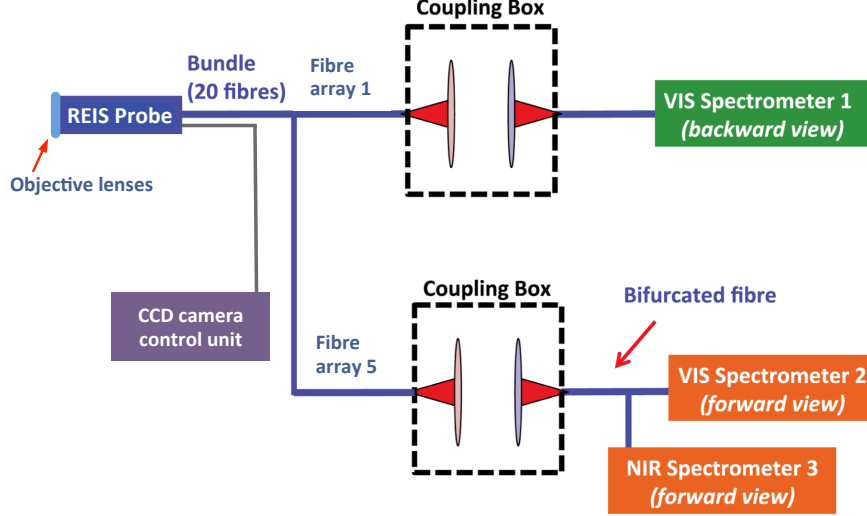 Coupling Box
Bundle
(20 fibres)
Fibre
array 1
REIS Probe
VIS Spectrometer 1
(backward view)
Objective lenses
Coupling Box
Bifurcated fibre
CCD camera
control unit
Fibre
array 5
VIS Spectrometer 2
(forward view)
NIR Spectrometer 3
(forward view)